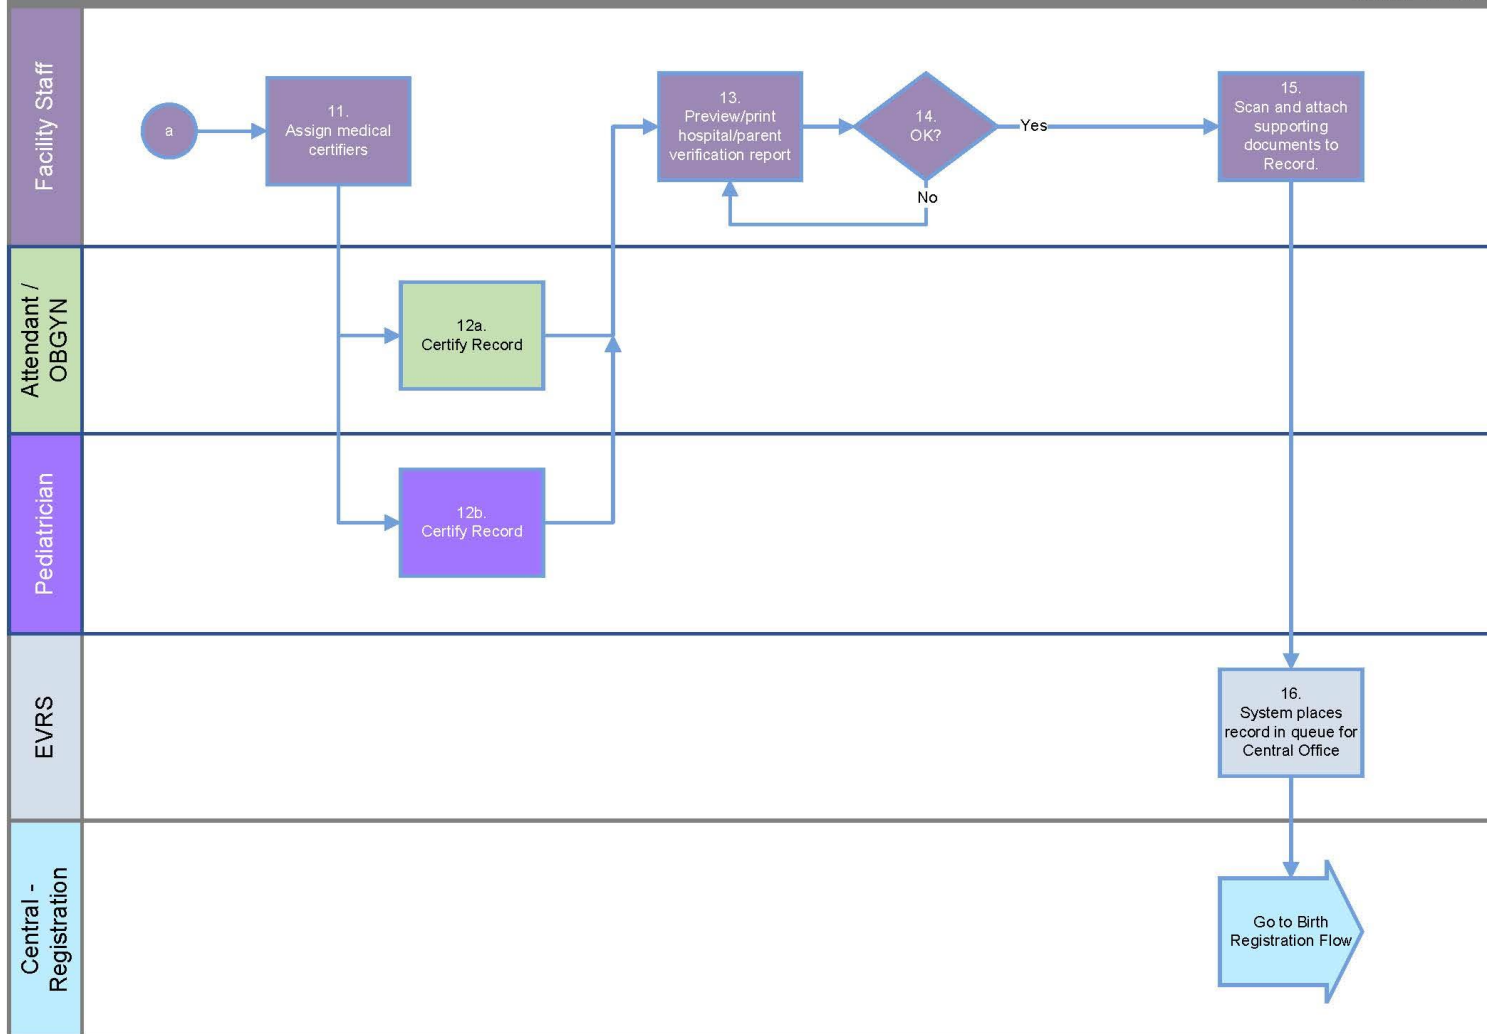 Facility Staff
a
11.
Assign medical
certifiers
13.
Preview/print
hospital/parent
verification report
14.
OK?
Yes
No
15.
Scan and attach
supporting
documents to
Record.
Attendant /
OBGYN
12a.
Certify Record
Pediatrician
12b.
Certify Record
EVRS
16.
System places
record in queue for
Central Office
Central -
Registration
Go to Birth
Registration Flow